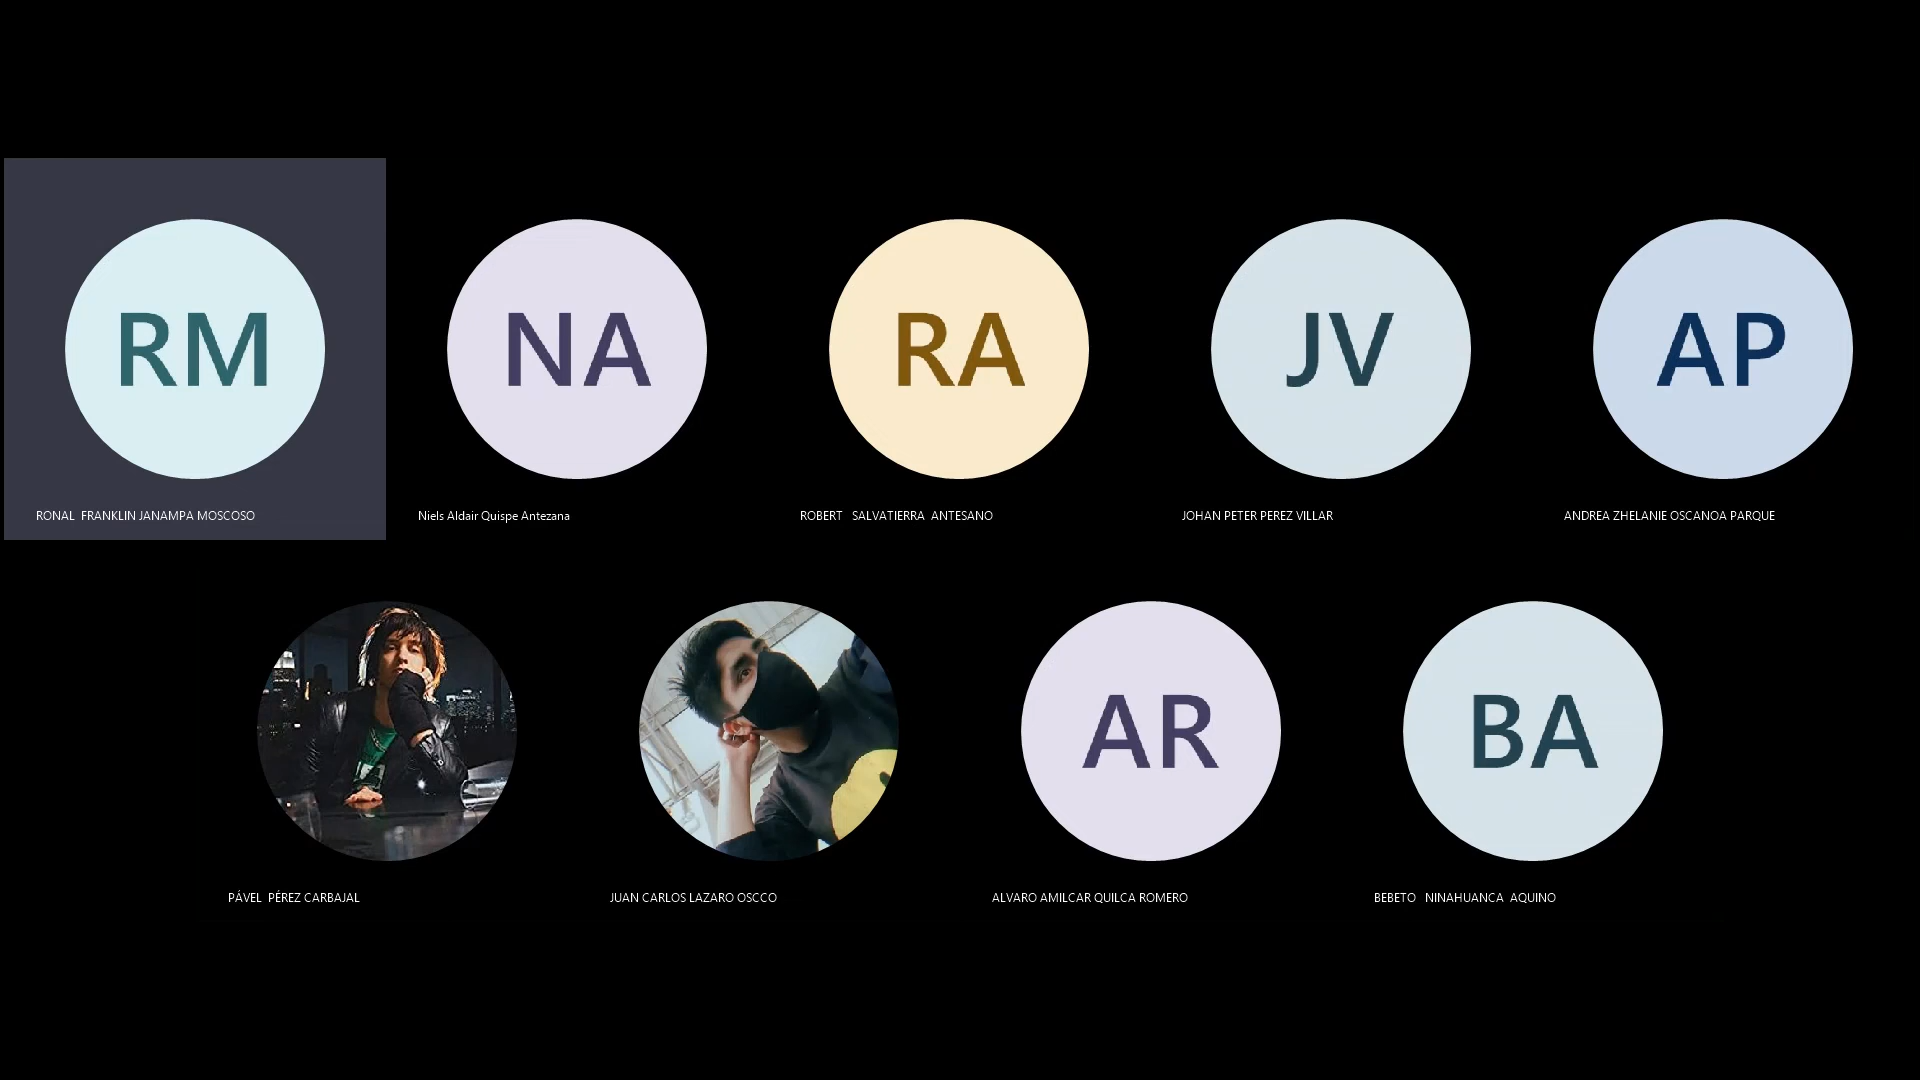 RM
NA
RA
JV
AP
RONAL FRANKLIN JANAMPA MOSCOSO
Niels Aldair Quispe Antezana
ROBERT SALVATIERRA ANTESANO
JOHAN PETER PEREZ VILLAR
ANDREA ZHELANIE OSCANOA PARQUE
AR
BA
PÁVEL PÉREZ CARBAJAL
JUAN CARLOS LAZARO OSCCO
ALVARO AMILCAR QUILCA ROMERO
BEBETO NINAHUANCA AQUINO